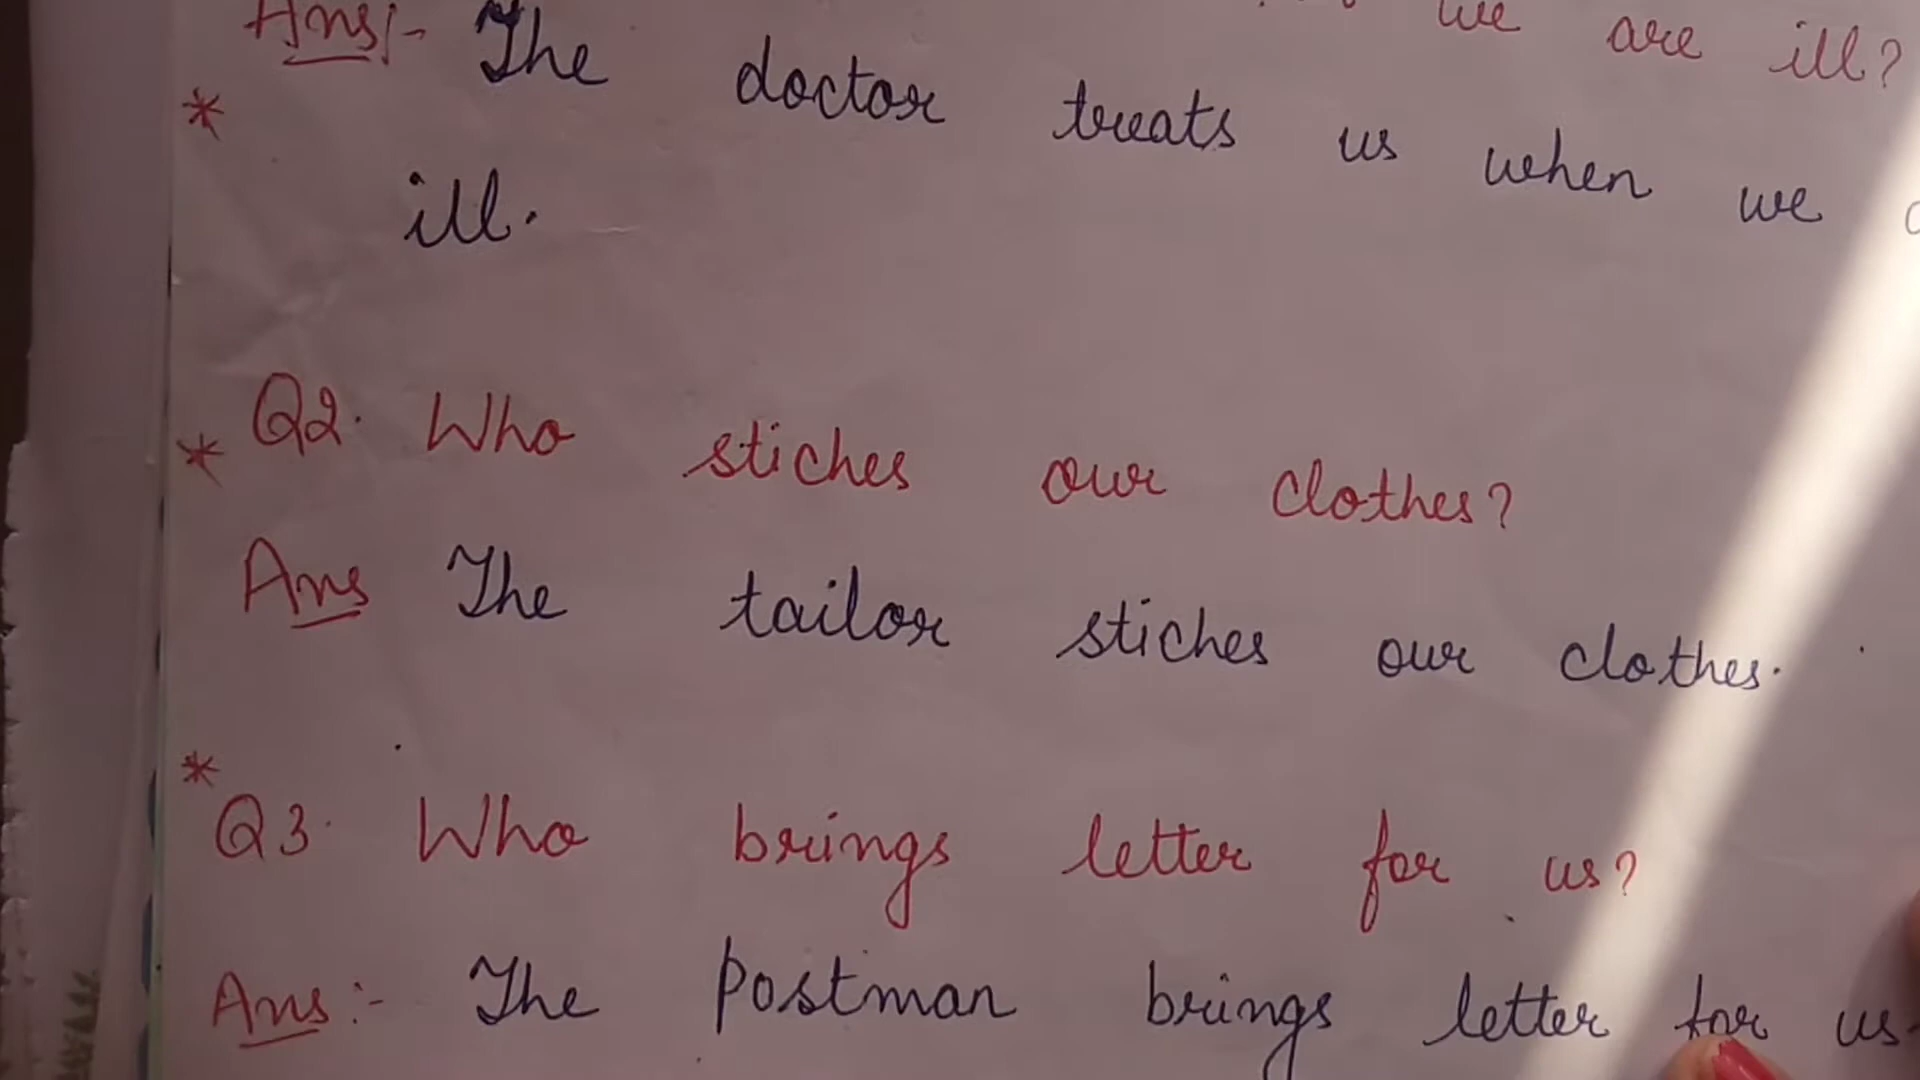 we are ill?
Ans:- The doctor treats us when we
* ill.
Q2. Who stiches our clothes?
*
Ans The tailor stiches our clothes.
*
Q3. Who brings letter for us?
Ans:- The Postman brings letter for us.